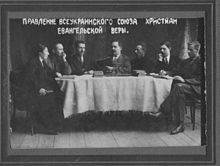 ПРАВЛЕНИЕ ВСЕУКРАИНСКОГО СОЮЗА ХРИСТИАН
ЕВАНГЕЛЬСКОЙ ВЕРЫ.